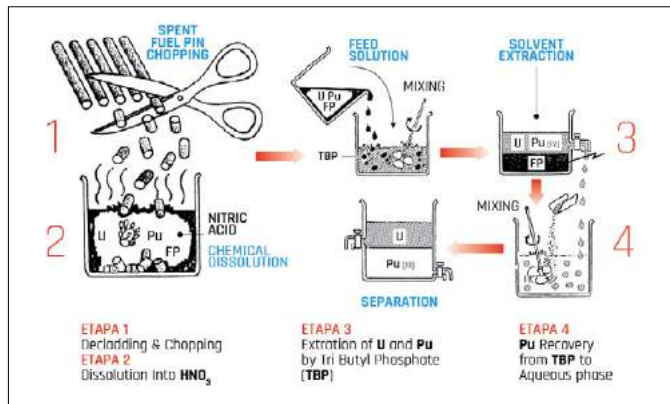 SPENT
FUEL PIN
CHOPPING
1
2
U
Pu
FP
NITRIC
ACID
CHEMICAL
DISSOLUTION
FEED
SOLUTION
U Pu
FP
MIXING
TBP
SOLVENT
EXTRACTION
U Pu (IV)
FP
3
MIXING
4
U
Pu (III)
SEPARATION
ETAPA 1
Decladding & Chopping
ETAPA 2
Dissolution Into HNO₃
ETAPA 3
Extration of U and Pu
by Tri Butyl Phosphate
(TBP)
ETAPA 4
Pu Recovery
from TBP to
Aqueous phase